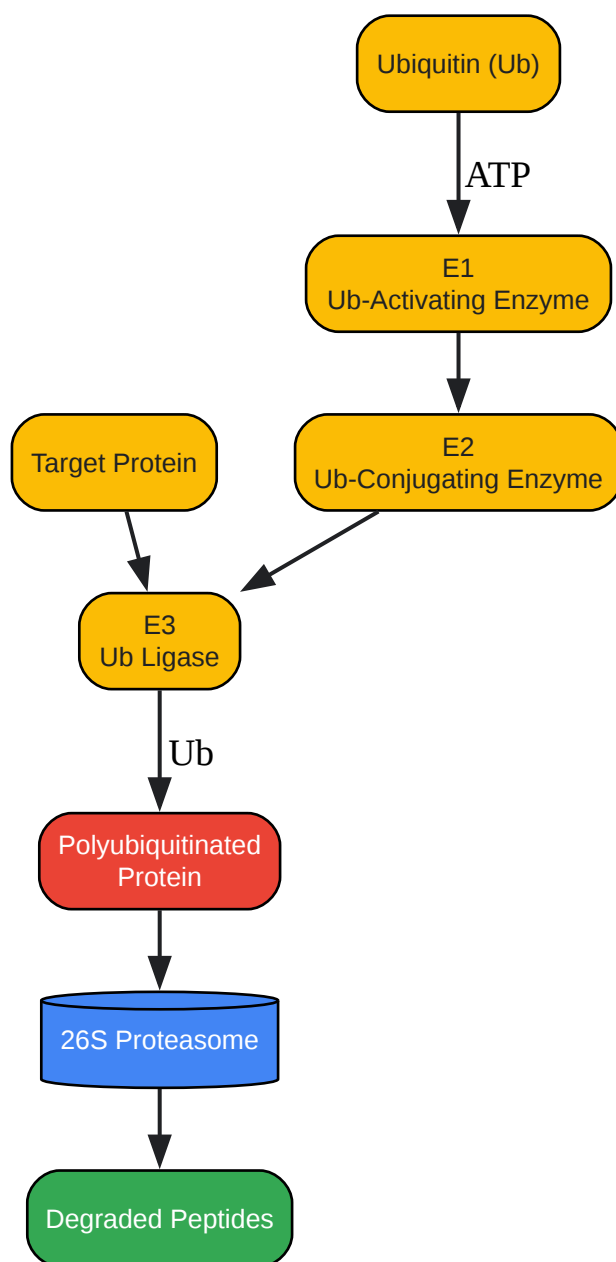 Ubiquitin (Ub)
ATP
E1
Ub-Activating Enzyme
Target Protein
E2
Ub-Conjugating Enzyme
E3
Ub Ligase
Ub
Polyubiquitinated
Protein
26S Proteasome
Degraded Peptides